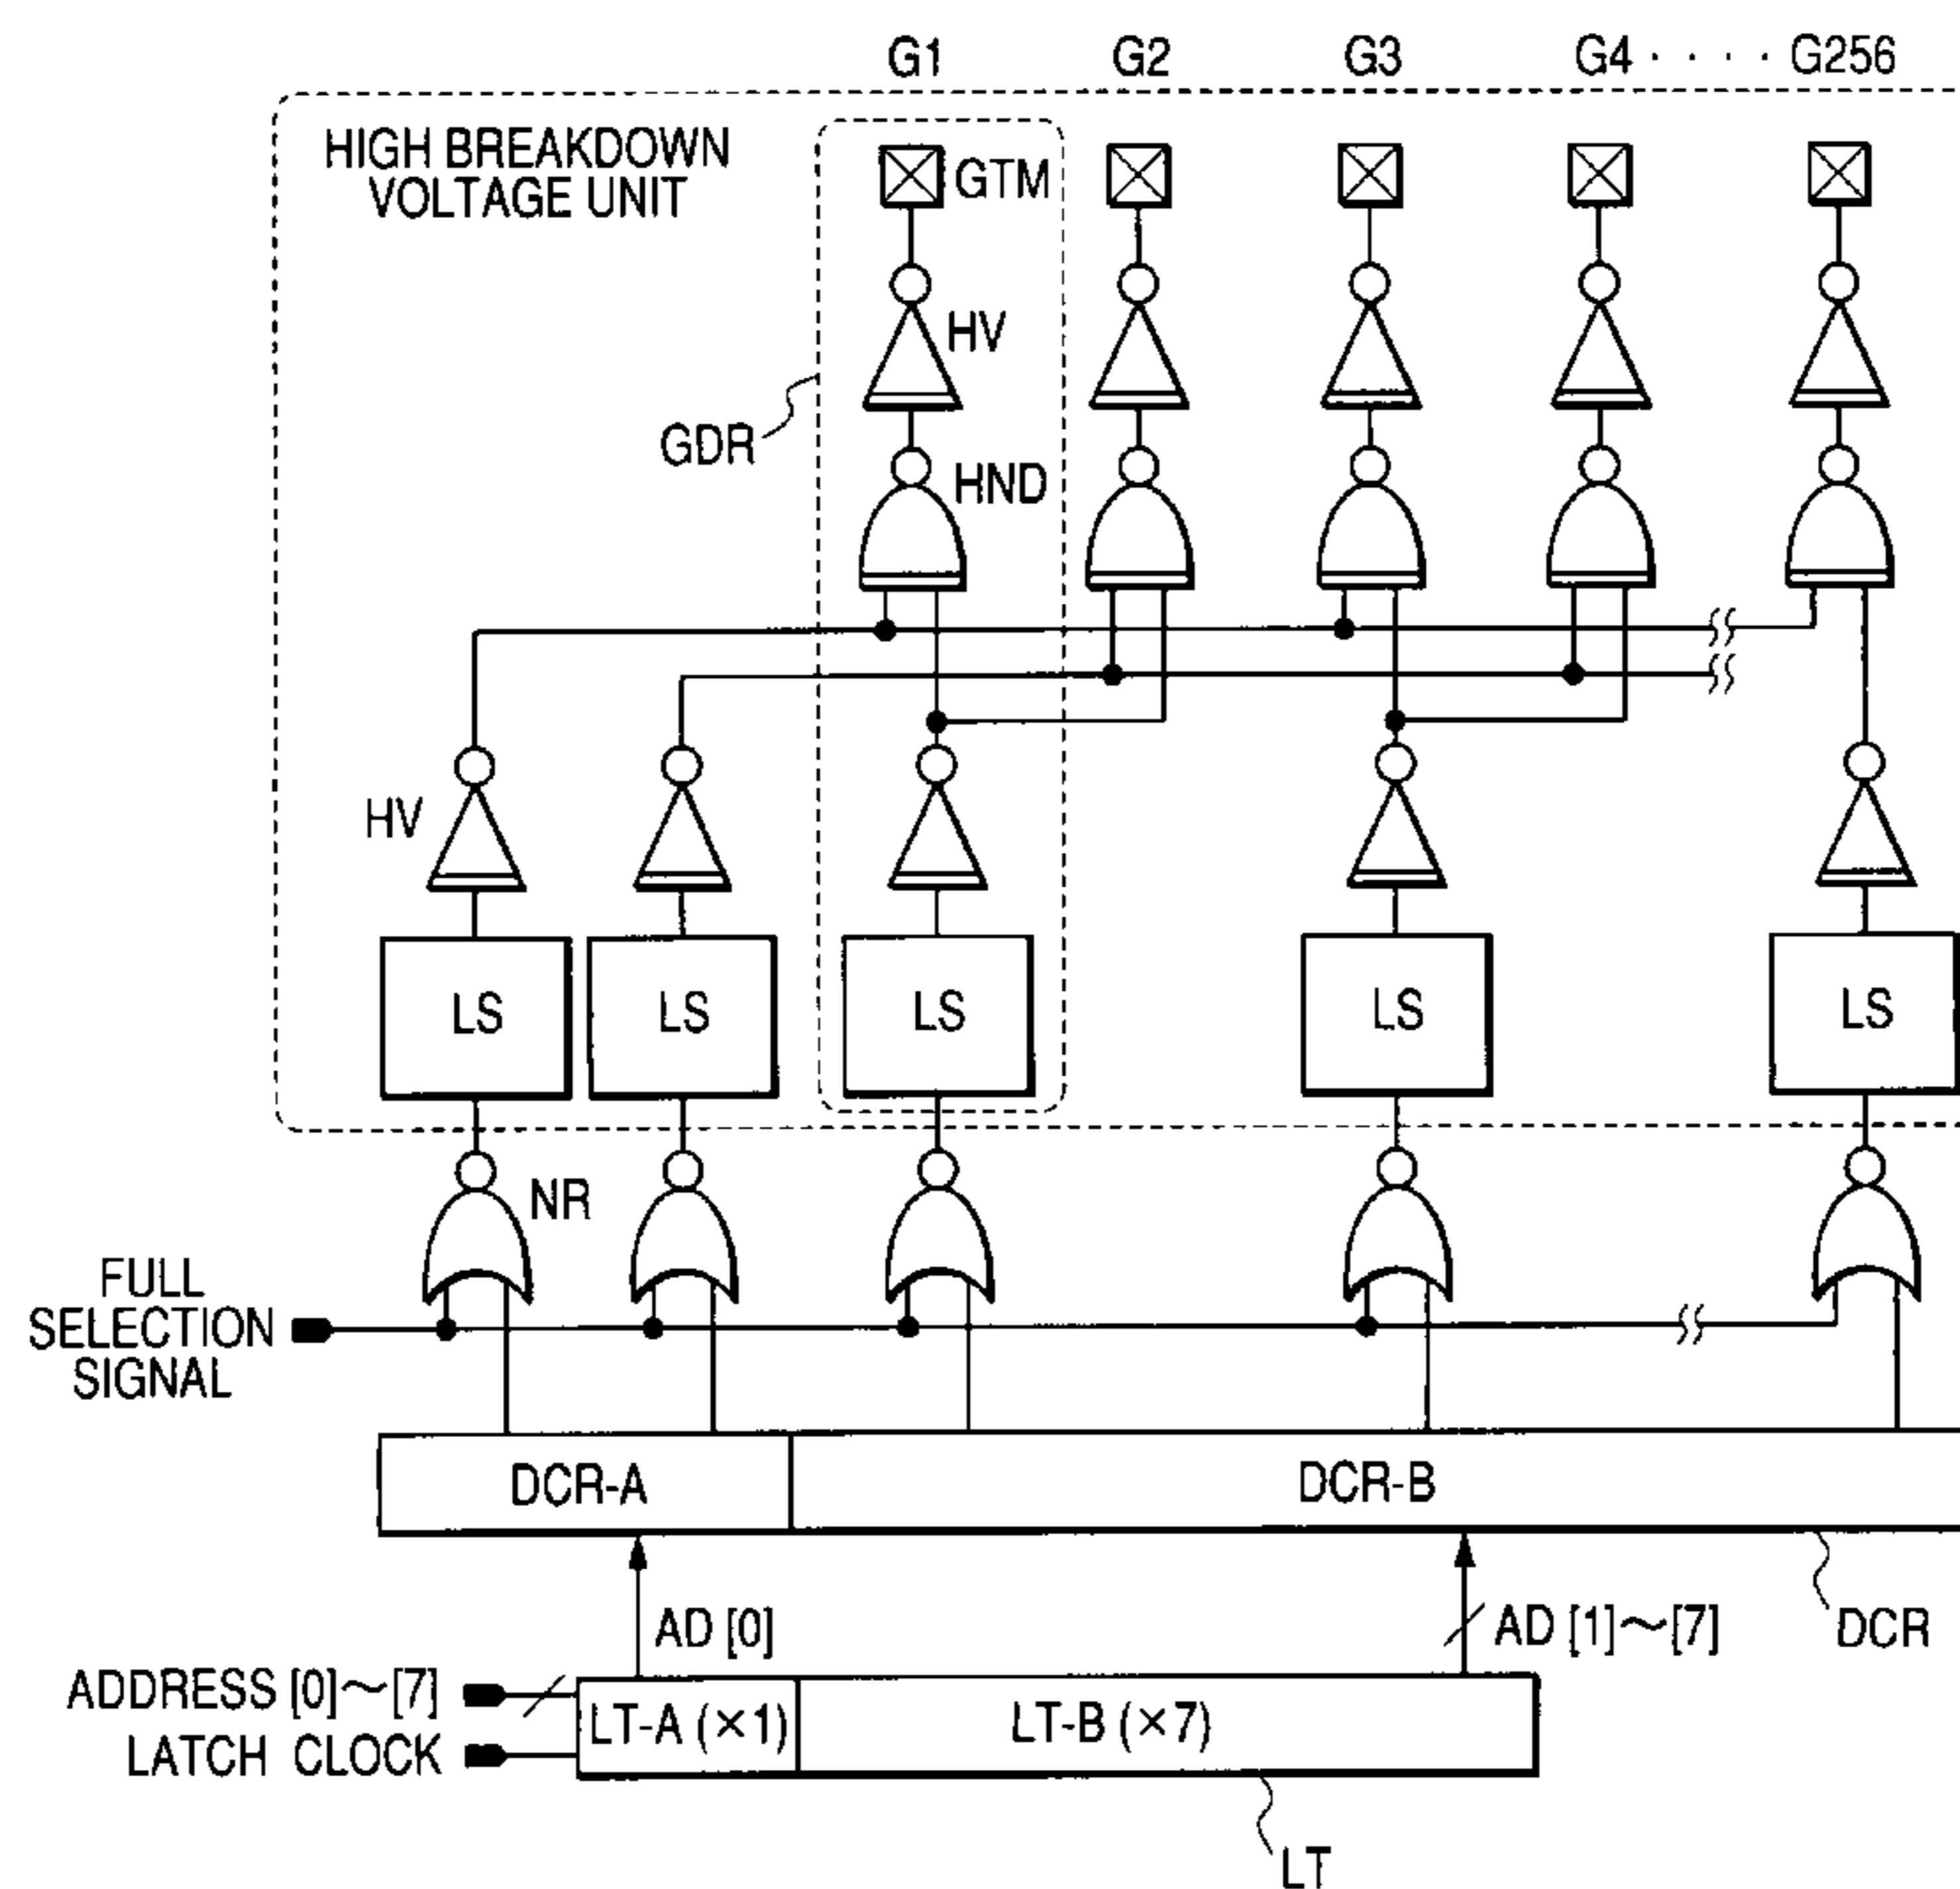 G1 G2 G3 G4 · · · · G256
HIGH BREAKDOWN
VOLTAGE UNIT
GTM
HV
GDR
HND
HV
LS LS LS LS LS
NR
FULL
SELECTION
SIGNAL
DCR-A DCR-B
AD [0] AD [1]～[7] DCR
ADDRESS [0]～[7]
LT-A (×1) LT-B (×7)
LATCH CLOCK
LT